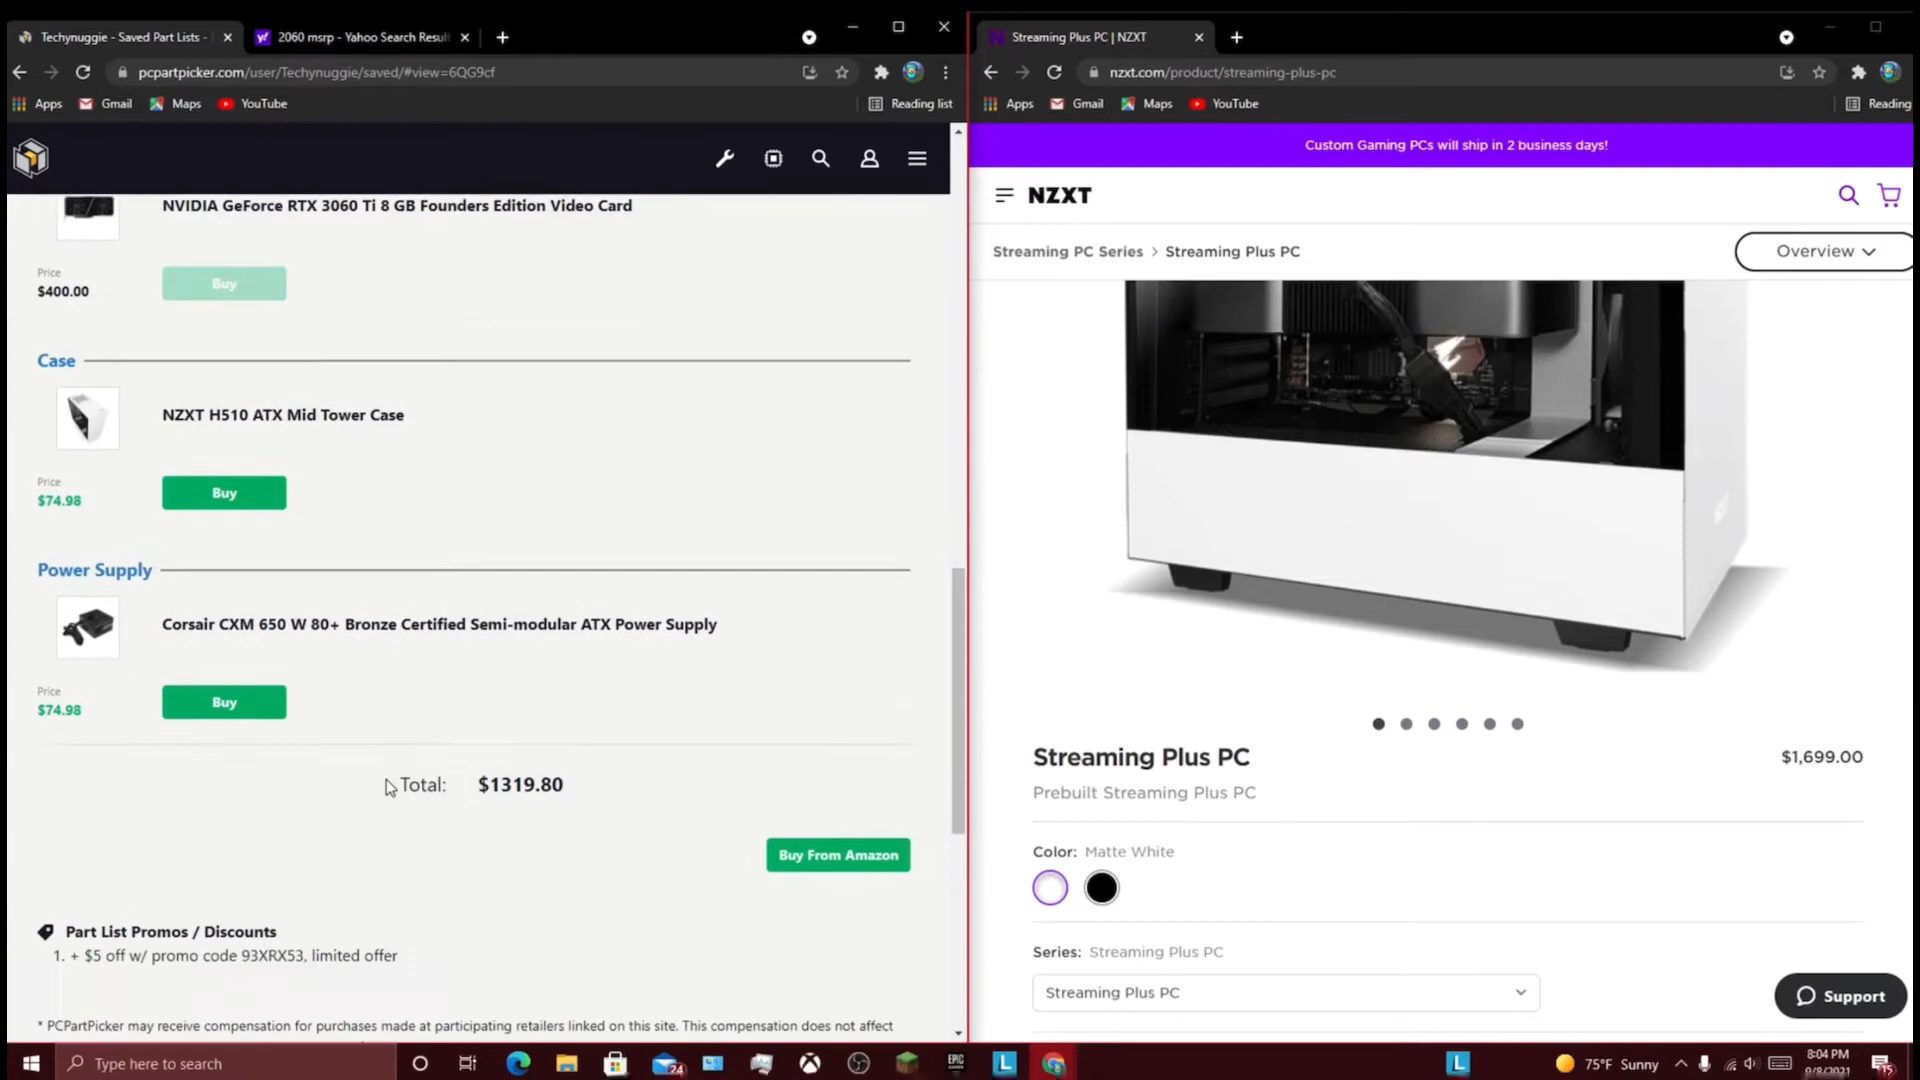 Techynuggie - Saved Part Lists -
2060 msrp - Yahoo Search Result
pcpartpicker.com/user/Techynuggie/saved/#view=6QG9cf
Apps
Gmail
Maps
YouTube
Reading list
NVIDIA GeForce RTX 3060 Ti 8 GB Founders Edition Video Card
Price
$400.00
Buy
Case
NZXT H510 ATX Mid Tower Case
Price
$74.98
Buy
Power Supply
Corsair CXM 650 W 80+ Bronze Certified Semi-modular ATX Power Supply
Price
$74.98
Buy
Total: $1319.80
Buy From Amazon
Part List Promos / Discounts
1. + $5 off w/ promo code 93XRX53, limited offer
* PCPartPicker may receive compensation for purchases made at participating retailers linked on this site. This compensation does not affect
Streaming Plus PC | NZXT
nzxt.com/product/streaming-plus-pc
Apps
Gmail
Maps
YouTube
Reading
Custom Gaming PCs will ship in 2 business days!
NZXT
Streaming PC Series > Streaming Plus PC
Overview
Streaming Plus PC
$1,699.00
Prebuilt Streaming Plus PC
Color: Matte White
Series: Streaming Plus PC
Streaming Plus PC
Support
Type here to search
24
EPIC
L
L
75°F Sunny
8:04 PM
9/8/2021
15